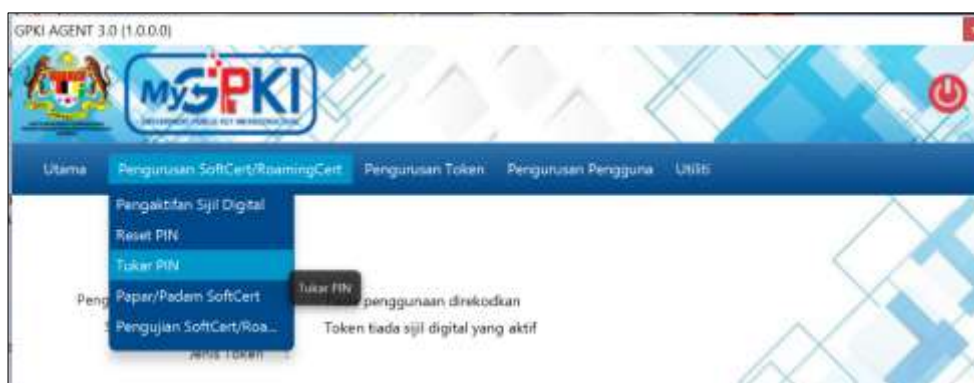 GPKI AGENT 3.0 (1.0.0.0)
MyGPKI
Utama Pengurusan SoftCert/RoamingCert Pengurusan Token Pengurusan Pengguna Utiliti
Pengaktifan Sijil Digital
Reset PIN
Tukar PIN
Tukar PIN
Peng
Papar/Padam SoftCert
penggunaan direkodkan
Pengujian SoftCert/Roa...
Token tiada sijil digital yang aktif
Jenis Token :